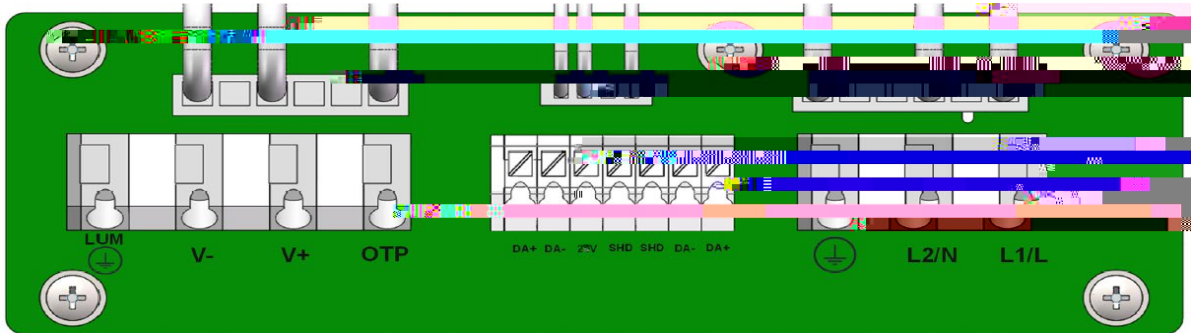 LUM
V- V+ OTP DA+ DA- SHD SHD DA- DA+ L2/N L1/L